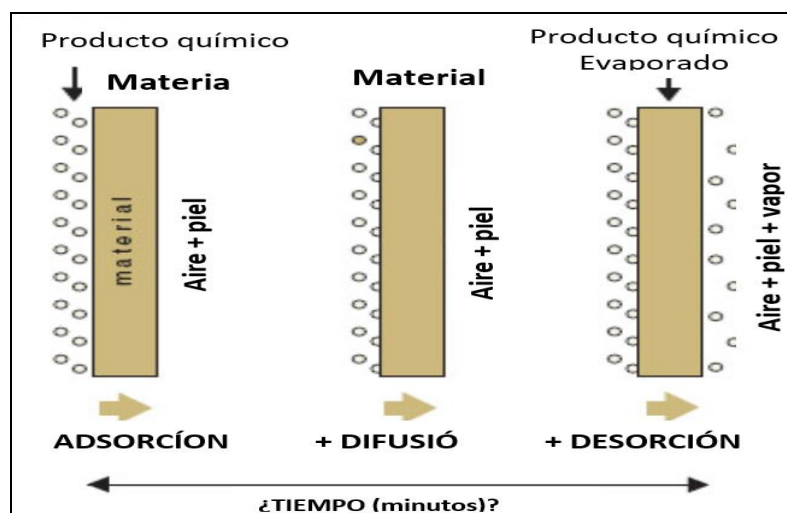 Producto químico
Materia
material
Aire + piel
ADSORCÍON
Material
Aire + piel
+ DIFUSIÓ
Producto químico
Evaporado
Aire + piel + vapor
+ DESORCIÓN
¿TIEMPO (minutos)?